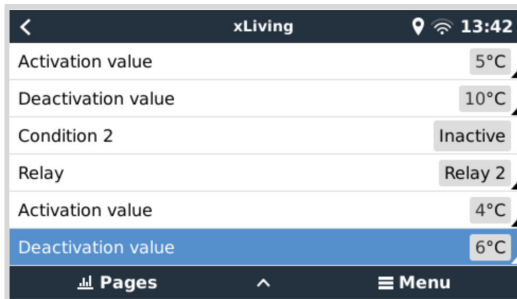 xLiving 13:42
Activation value 5°C
Deactivation value 10°C
Condition 2 Inactive
Relay Relay 2
Activation value 4°C
Deactivation value 6°C
Pages Menu